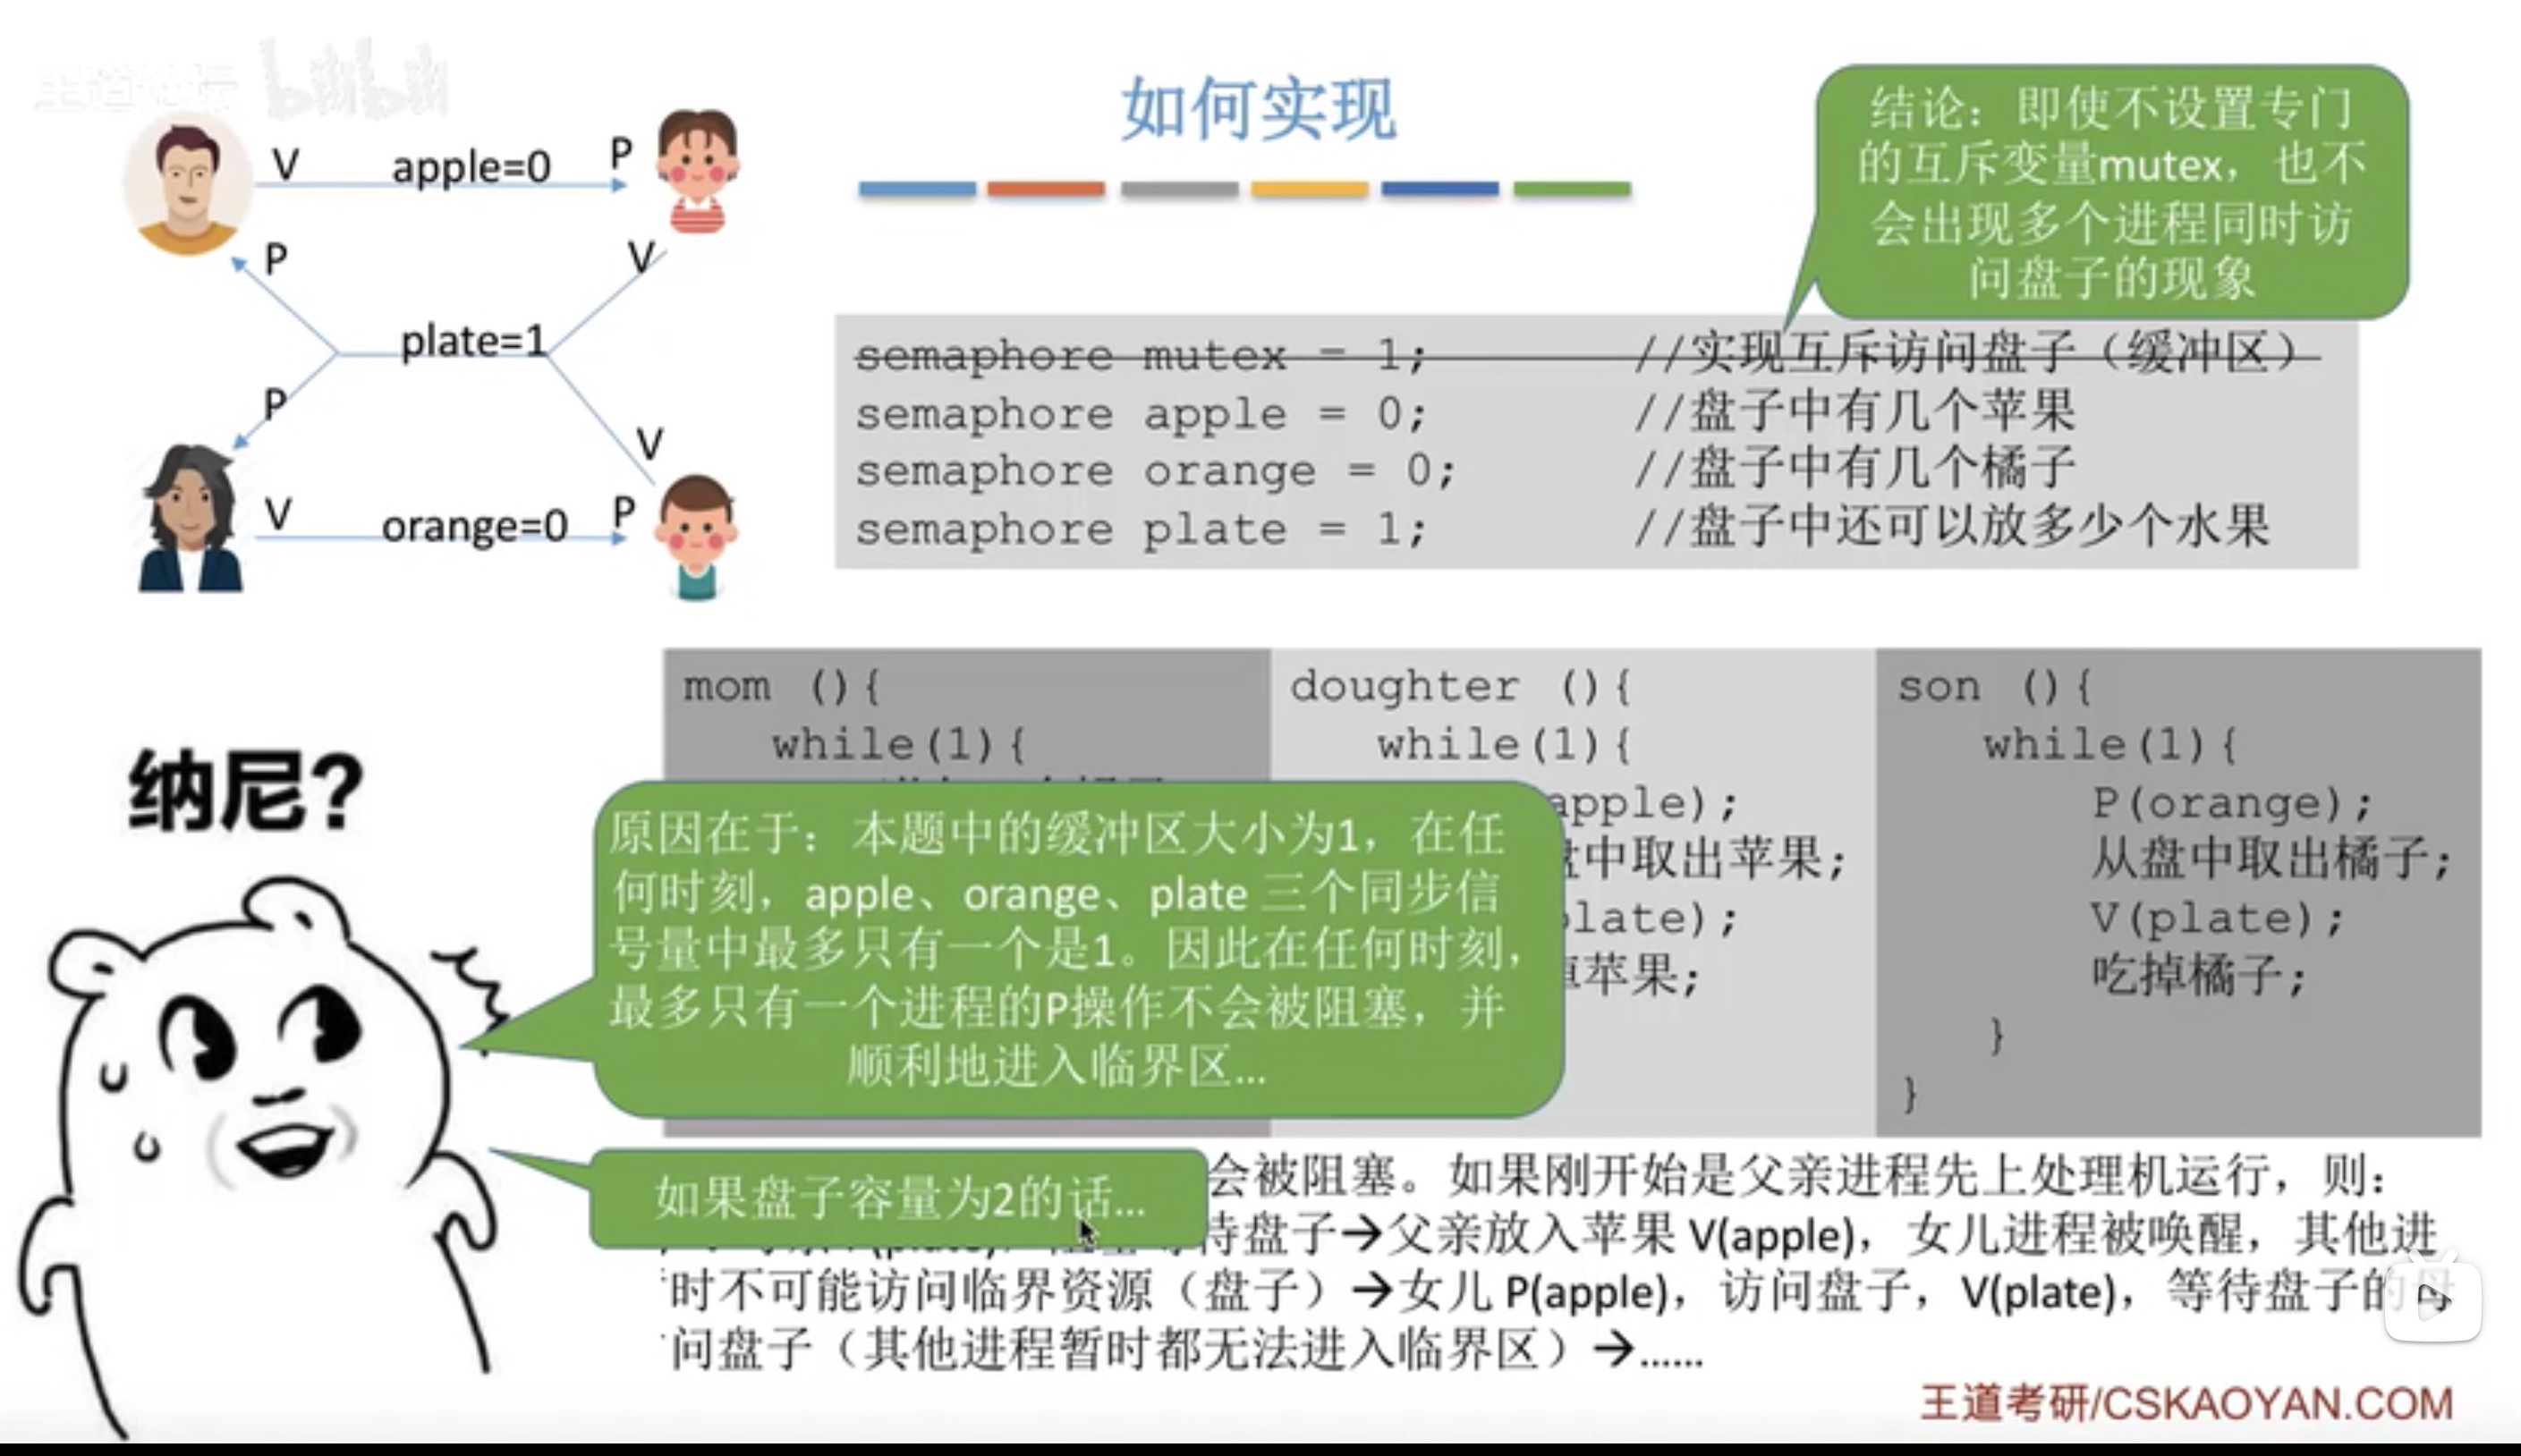 王道论坛 bilibili
如何实现
V apple=0 P
P V
plate=1
P V
V orange=0 P
结论：即使不设置专门
的互斥变量mutex，也不
会出现多个进程同时访
问盘子的现象
semaphore mutex = 1; //实现互斥访问盘子（缓冲区）
semaphore apple = 0; //盘子中有几个苹果
semaphore orange = 0; //盘子中有几个橘子
semaphore plate = 1; //盘子中还可以放多少个水果
mom (){
while(1){
doughter (){
while(1){
apple);
中取出苹果;
late);
苹果;
son (){
while(1){
P(orange);
从盘中取出橘子;
V(plate);
吃掉橘子;
}
}
纳尼?
原因在于：本题中的缓冲区大小为1，在任
何时刻，apple、orange、plate 三个同步信
号量中最多只有一个是1。因此在任何时刻，
最多只有一个进程的P操作不会被阻塞，并
顺利地进入临界区...
如果盘子容量为2的话...
会被阻塞。如果刚开始是父亲进程先上处理机运行，则：
待盘子→父亲放入苹果 V(apple)，女儿进程被唤醒，其他进
时不可能访问临界资源（盘子）→女儿 P(apple)，访问盘子，V(plate)，等待盘子的母
问盘子（其他进程暂时都无法进入临界区）→......
王道考研/CSKAOYAN.COM